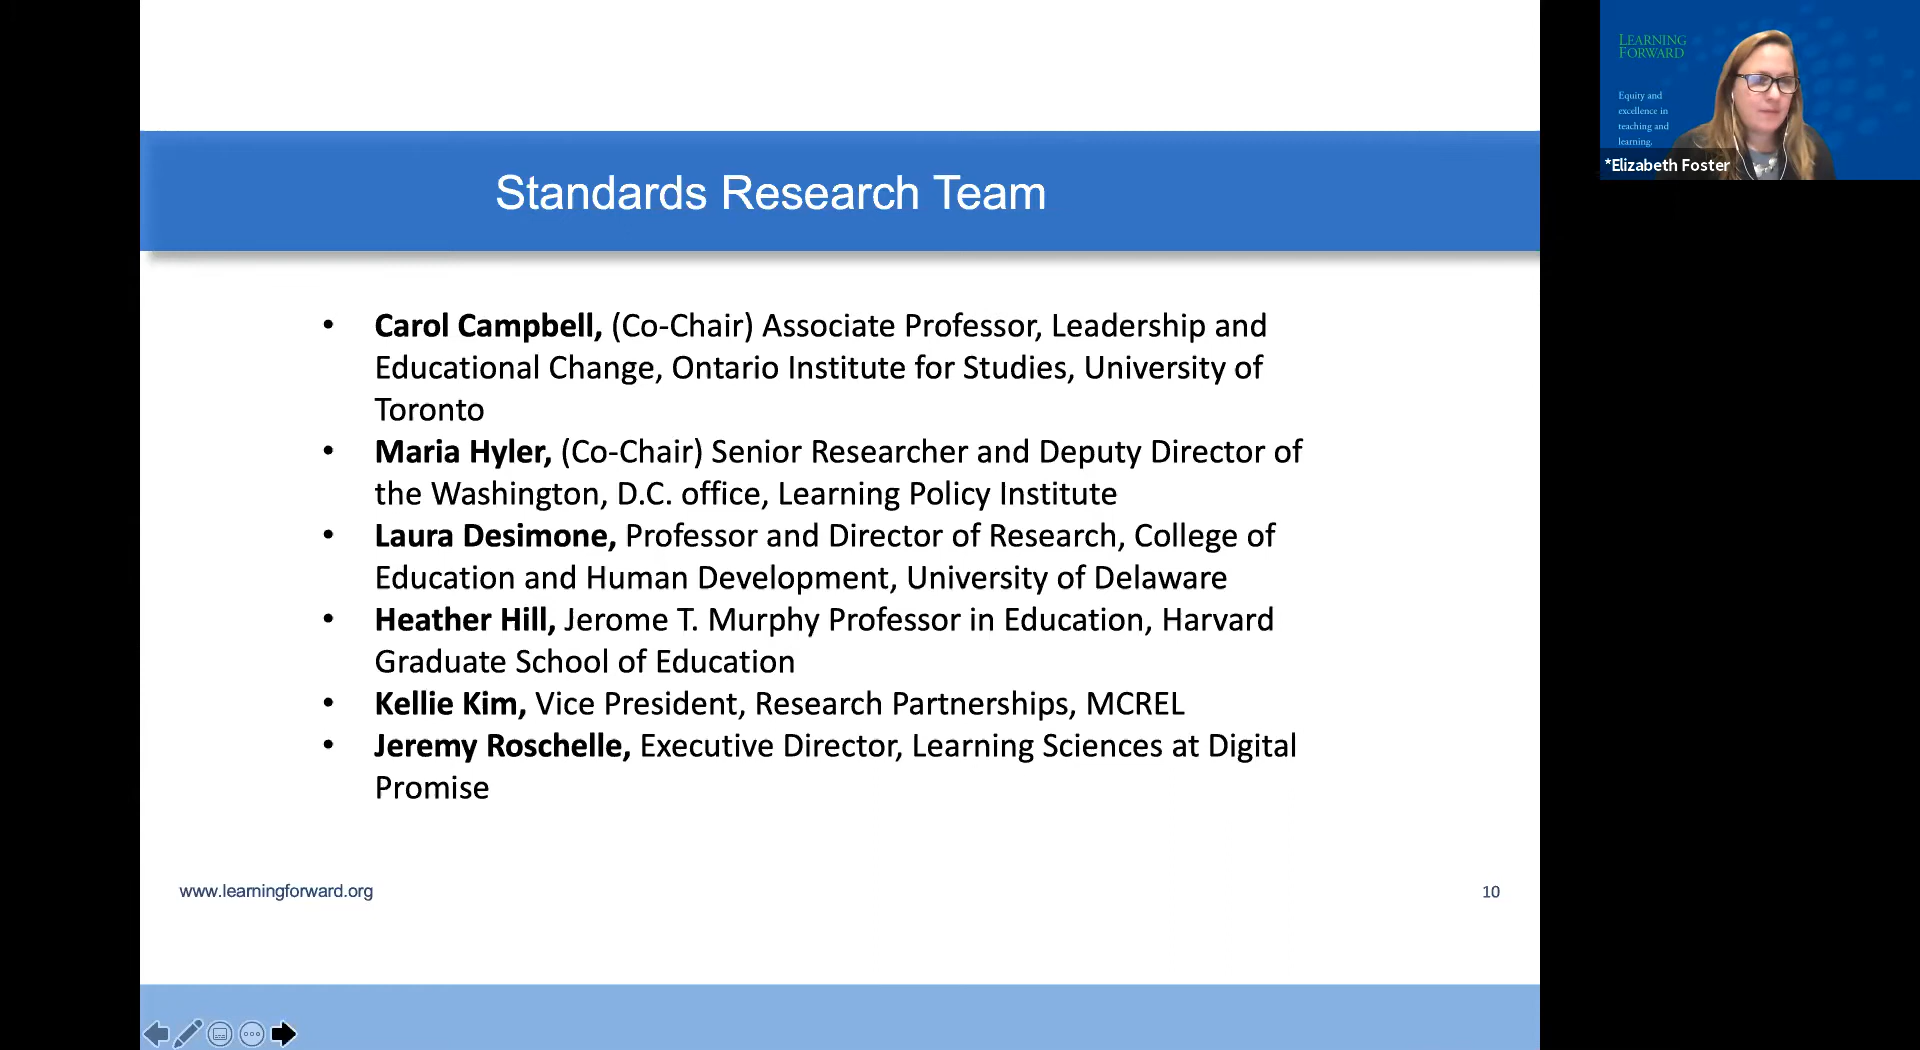 Standards Research Team
• Carol Campbell, (Co-Chair) Associate Professor, Leadership and
Educational Change, Ontario Institute for Studies, University of
Toronto
• Maria Hyler, (Co-Chair) Senior Researcher and Deputy Director of
the Washington, D.C. office, Learning Policy Institute
• Laura Desimone, Professor and Director of Research, College of
Education and Human Development, University of Delaware
• Heather Hill, Jerome T. Murphy Professor in Education, Harvard
Graduate School of Education
• Kellie Kim, Vice President, Research Partnerships, MCREL
• Jeremy Roschelle, Executive Director, Learning Sciences at Digital
Promise
www.learningforward.org
10
LEARNING
FORWARD
Equity and
excellence in
teaching and
learning.
*Elizabeth Foster